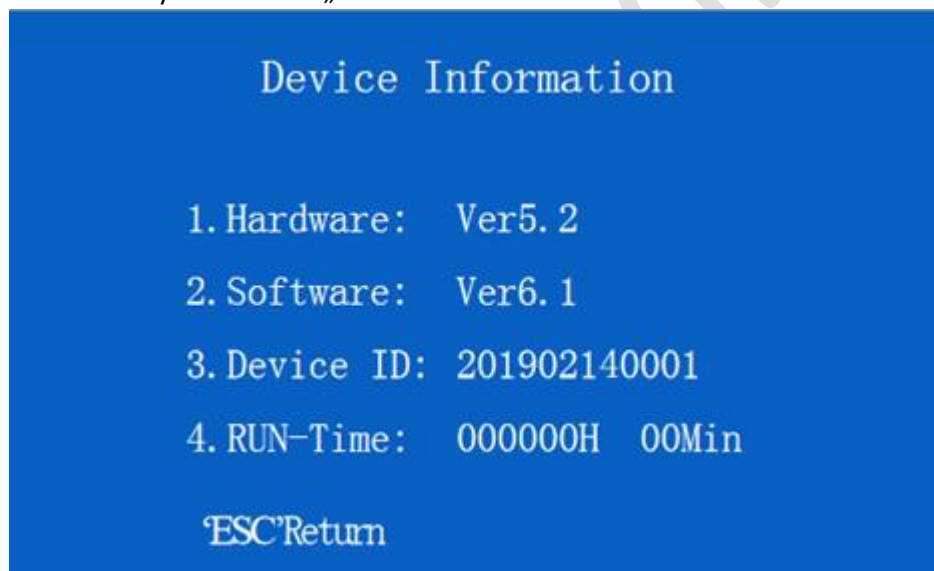 Device Information
1.Hardware: Ver5.2
2.Software: Ver6.1
3.Device ID: 201902140001
4.RUN-Time: 000000H 00Min
‘ESC’Return